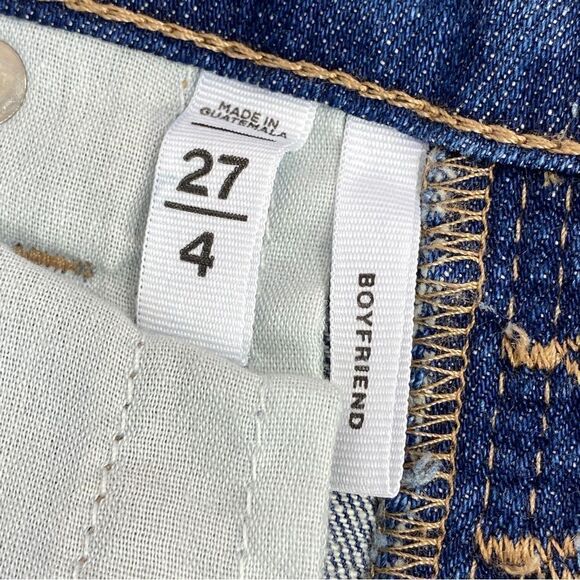 MADE IN
GUATEMALA
27
4
BOYFRIEND